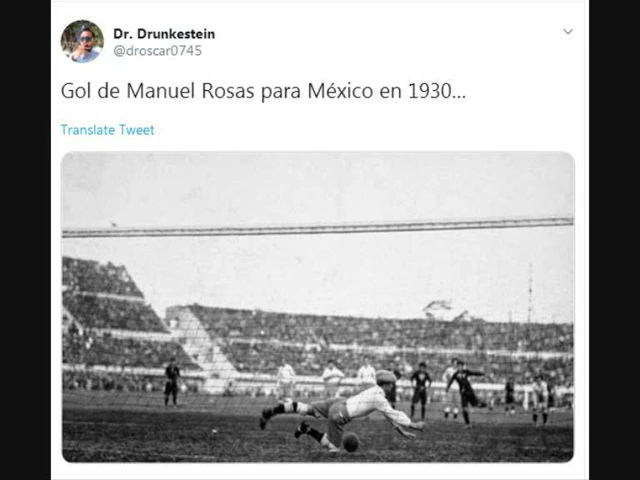 Dr. Drunkestein
@droscar0745
Gol de Manuel Rosas para México en 1930...
Translate Tweet